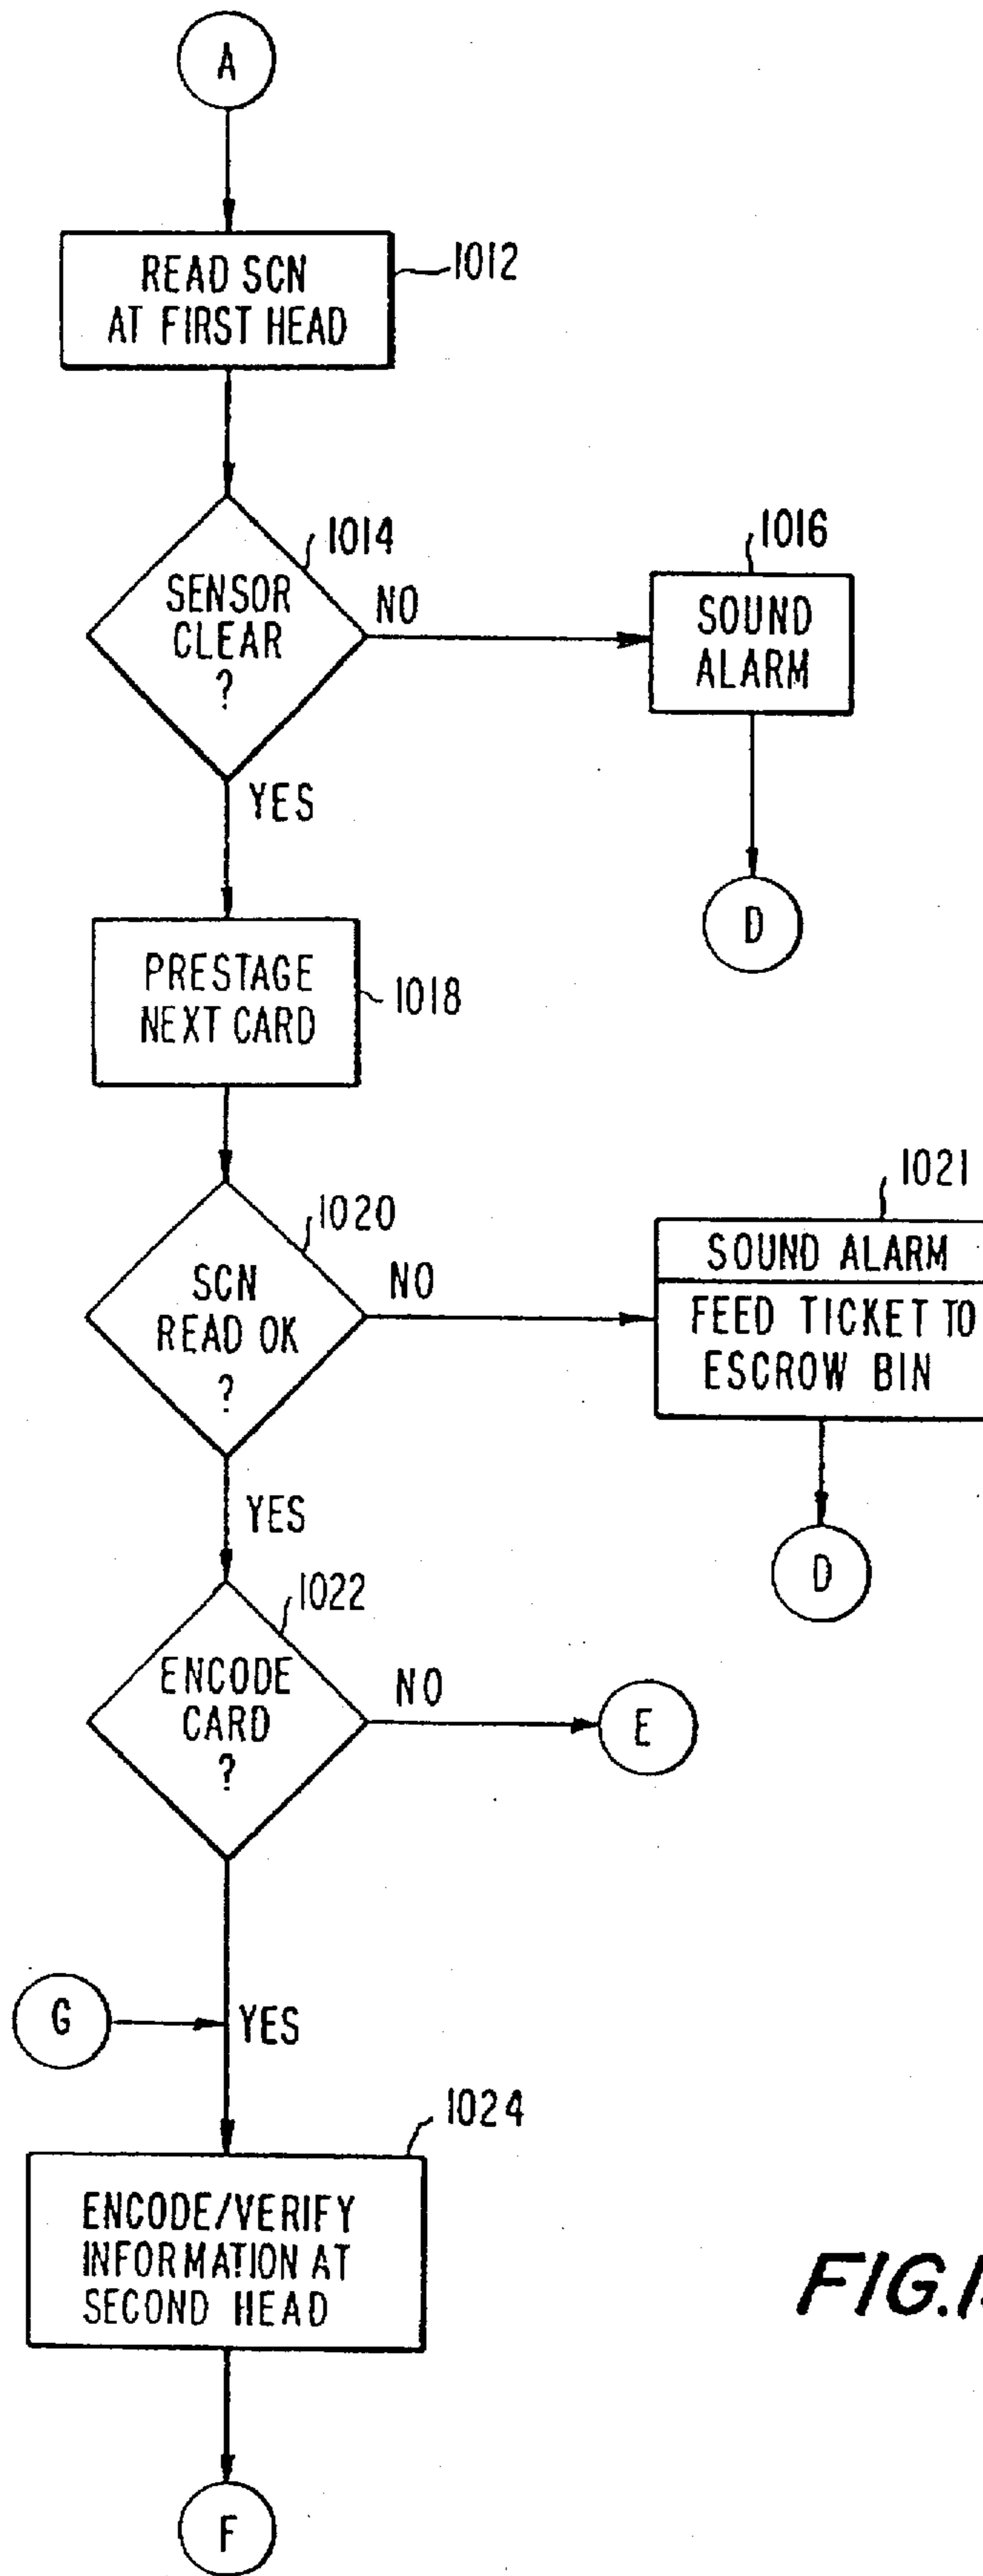 A
READ SCN
AT FIRST HEAD
1012
SENSOR
CLEAR
?
1014
NO
1016
SOUND
ALARM
YES
D
PRESTAGE
NEXT CARD
1018
1020
SCN
READ OK
?
NO
1021
SOUND ALARM
FEED TICKET TO
ESCROW BIN
YES
D
1022
ENCODE
CARD
?
NO
E
G
YES
1024
ENCODE/VERIFY
INFORMATION AT
SECOND HEAD
FIG.
F